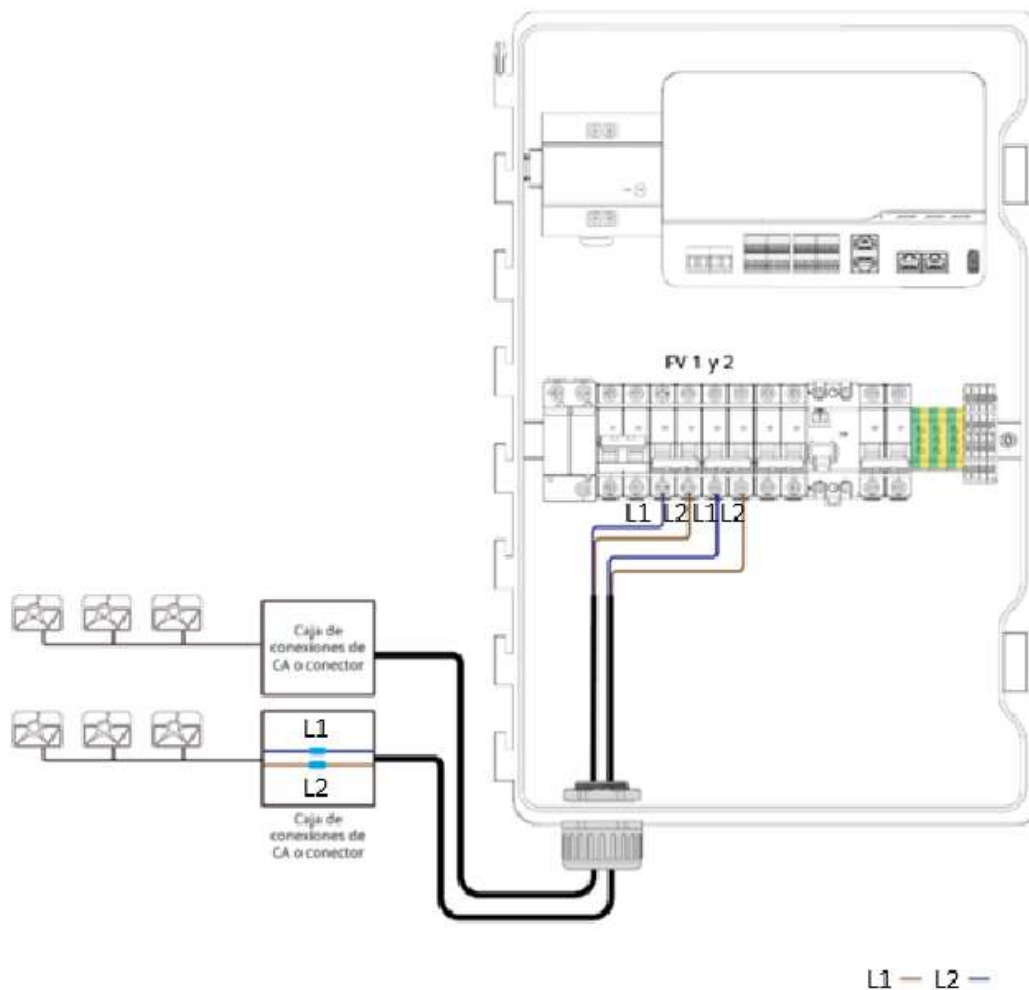 PV 1 y 2
L1 L2 L1 L2
Caja de
conexiones de
CA o conector
L1
L2
Caja de
conexiones de
CA o conector
L1 L2